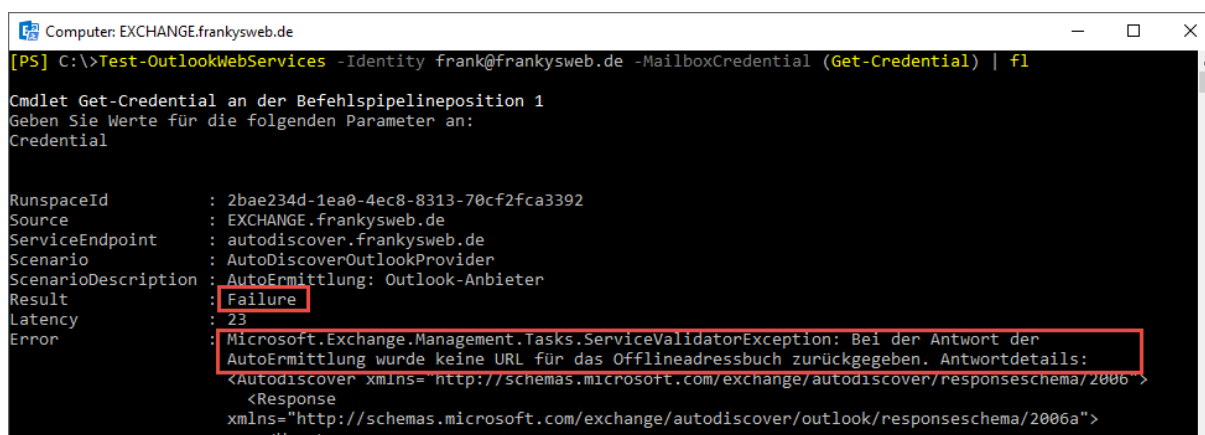 Computer: EXCHANGE.frankysweb.de
[PS] C:\>Test-OutlookWebServices -Identity frank@frankysweb.de -MailboxCredential (Get-Credential) | fl
Cmdlet Get-Credential an der Befehlspipelineposition 1
Geben Sie Werte für die folgenden Parameter an:
Credential
RunspaceId : 2bae234d-1ea0-4ec8-8313-70cf2fca3392
Source : EXCHANGE.frankysweb.de
ServiceEndpoint : autodiscover.frankysweb.de
Scenario : AutoDiscoverOutlookProvider
ScenarioDescription : AutoErmittlung: Outlook-Anbieter
Result : Failure
Latency : 23
Error : Microsoft.Exchange.Management.Tasks.ServiceValidatorException: Bei der Antwort der
AutoErmittlung wurde keine URL für das Offlineadressbuch zurückgegeben. Antwortdetails:
<Autodiscover xmlns="http://schemas.microsoft.com/exchange/autodiscover/responseschema/2006">
<Response
xmlns="http://schemas.microsoft.com/exchange/autodiscover/outlook/responseschema/2006a">